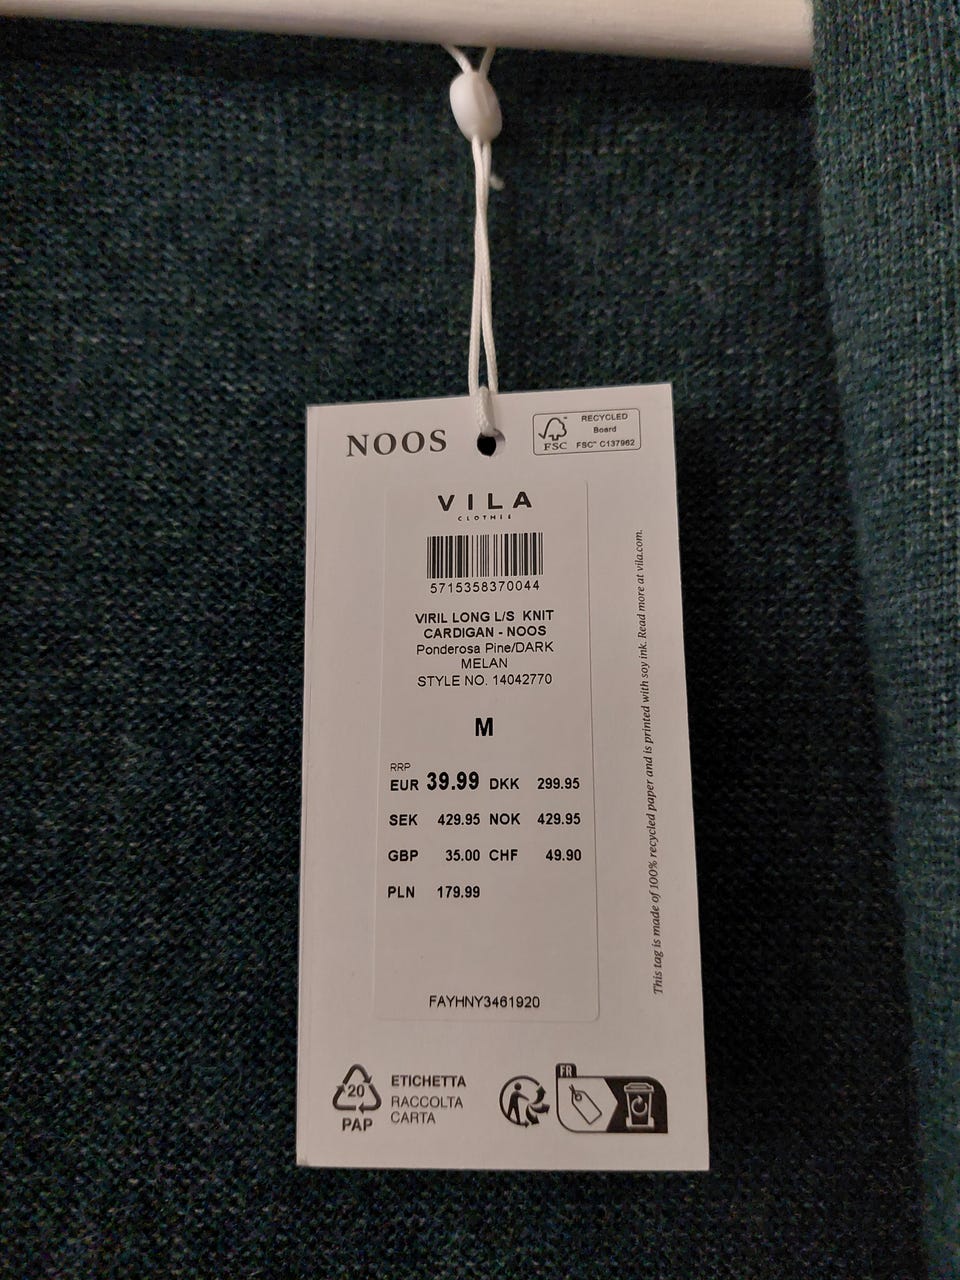 NOOS
FSC™
RECYCLED
Board
FSC™ C137962
VILA
CLOTHES
5715358370044
VIRIL LONG L/S KNIT
CARDIGAN - NOOS
Ponderosa Pine/DARK
MELAN
STYLE NO. 14042770
M
RRP
EUR 39.99 DKK 299.95
SEK 429.95 NOK 429.95
GBP 35.00 CHF 49.90
PLN 179.99
FAYHNY3461920
This tag is made of 100% recycled paper and is printed with soy ink. Read more at vila.com.
20
PAP
ETICHETTA
RACCOLTA
CARTA
FR